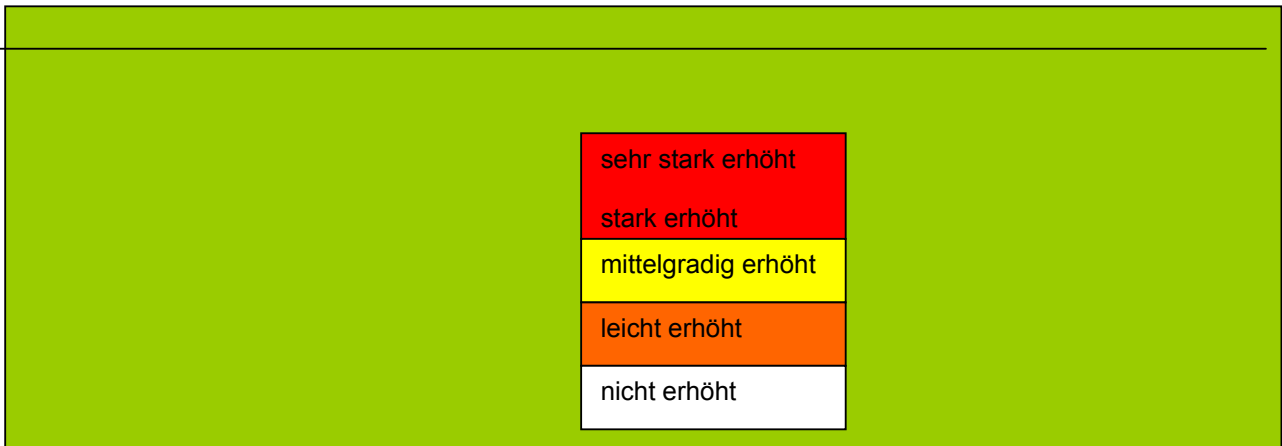 sehr stark erhöht
stark erhöht
mittelgradig erhöht
leicht erhöht
nicht erhöht